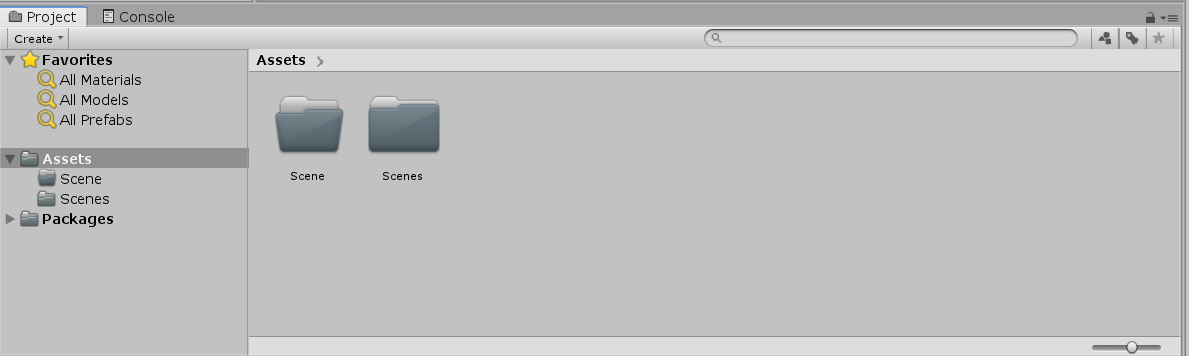 Project
Console
Create
Favorites
All Materials
All Models
All Prefabs
Assets
Scene
Scenes
Packages
Assets
Scene
Scenes